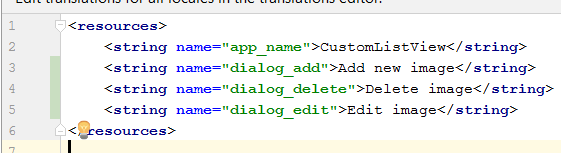 Edit translations for all locales in the translations editor.
1 <resources>
2 <string name="app_name">CustomListView</string>
3 <string name="dialog_add">Add new image</string>
4 <string name="dialog_delete">Delete image</string>
5 <string name="dialog_edit">Edit image</string>
6 </resources>
7